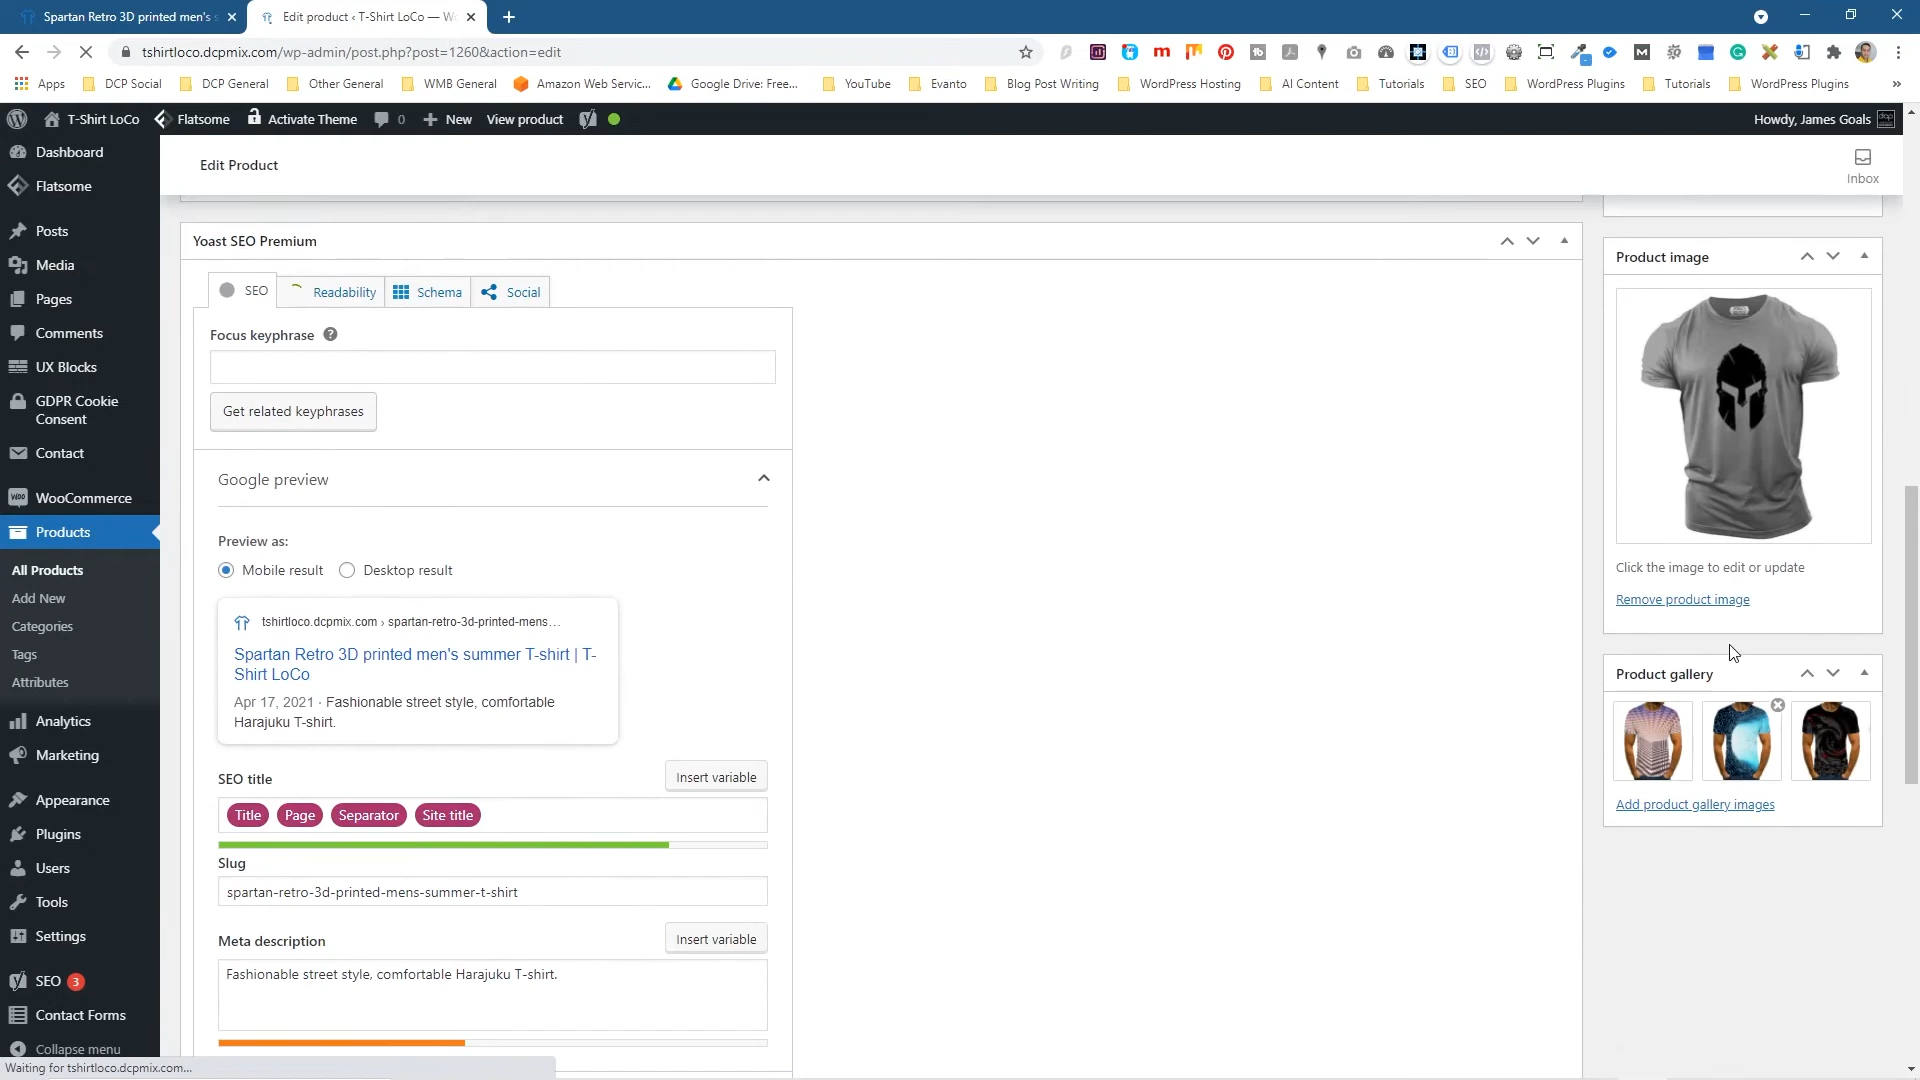 Spartan Retro 3D printed men's s
Edit product ‹ T-Shirt LoCo — W
tshirtloco.dcpmix.com/wp-admin/post.php?post=1260&action=edit
Apps
DCP Social
DCP General
Other General
WMB General
Amazon Web Servic...
Google Drive: Free...
YouTube
Evanto
Blog Post Writing
WordPress Hosting
AI Content
Tutorials
SEO
WordPress Plugins
Tutorials
WordPress Plugins
»
T-Shirt LoCo
Flatsome
Activate Theme
0
New
View product
Howdy, James Goals
Dashboard
Flatsome
Posts
Media
Pages
Comments
UX Blocks
GDPR Cookie
Consent
Contact
WooCommerce
Products
All Products
Add New
Categories
Tags
Attributes
Analytics
Marketing
Appearance
Plugins
Users
Tools
Settings
SEO 3
Contact Forms
Collapse menu
Waiting for tshirtloco.dcpmix.com...
Edit Product
Inbox
Yoast SEO Premium
SEO
Readability
Schema
Social
Focus keyphrase ?
Get related keyphrases
Google preview
Preview as:
Mobile result
Desktop result
tshirtloco.dcpmix.com › spartan-retro-3d-printed-mens...
Spartan Retro 3D printed men's summer T-shirt | T-
Shirt LoCo
Apr 17, 2021 · Fashionable street style, comfortable
Harajuku T-shirt.
SEO title
Insert variable
Title
Page
Separator
Site title
Slug
spartan-retro-3d-printed-mens-summer-t-shirt
Meta description
Insert variable
Fashionable street style, comfortable Harajuku T-shirt.
Product image
Click the image to edit or update
Remove product image
Product gallery
Add product gallery images